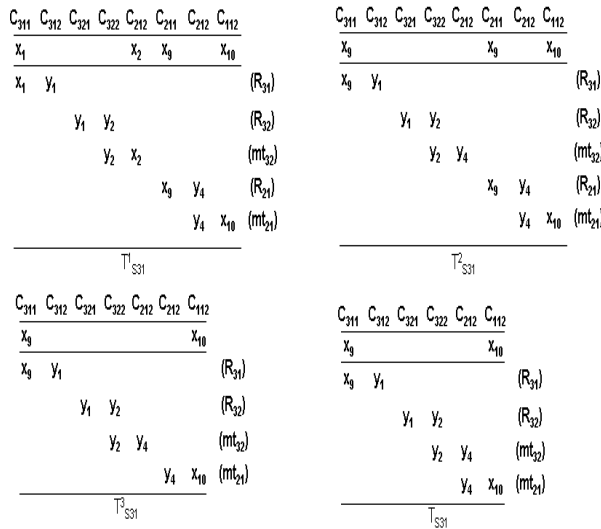 C311 C312 C321 C322 C212 C211 C212 C112
x1 x2 x9 x10
x1 y1 (R31)
y1 y2 (R32)
y2 x2 (mt32)
x9 y4 (R21)
y4 x10 (mt21)
T1S31
C311 C312 C321 C322 C212 C211 C212 C112
x9 x9 x10
x9 y1 (R31)
y1 y2 (R32)
y2 y4 (mt32)
x9 y4 (R21)
y4 x10 (mt21)
T2S31
C311 C312 C321 C322 C212 C212 C112
x9 x10
x9 y1 (R31)
y1 y2 (R32)
y2 y4 (mt32)
y4 x10 (mt21)
T3S31
C311 C312 C321 C322 C212 C112
x9 x10
x9 y1 (R31)
y1 y2 (R32)
y2 y4 (mt32)
y4 x10 (mt21)
TS31